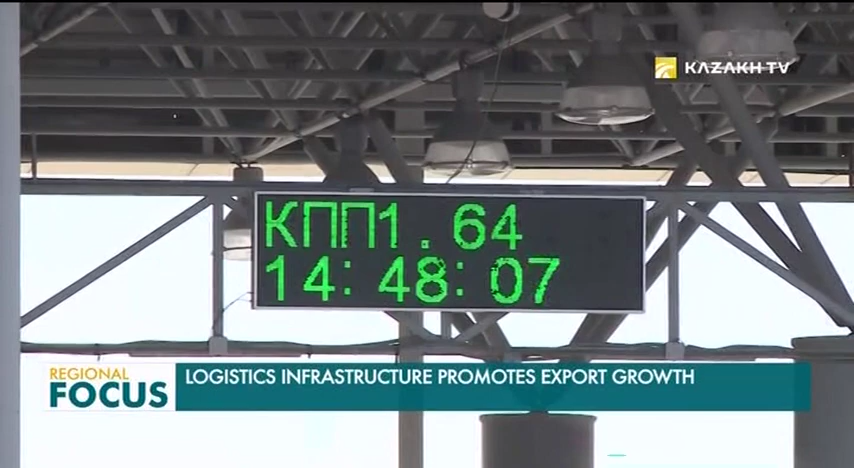 KAZAKH TV
КПП1. 64
14: 48: 07
REGIONAL
FOCUS
LOGISTICS INFRASTRUCTURE PROMOTES EXPORT GROWTH